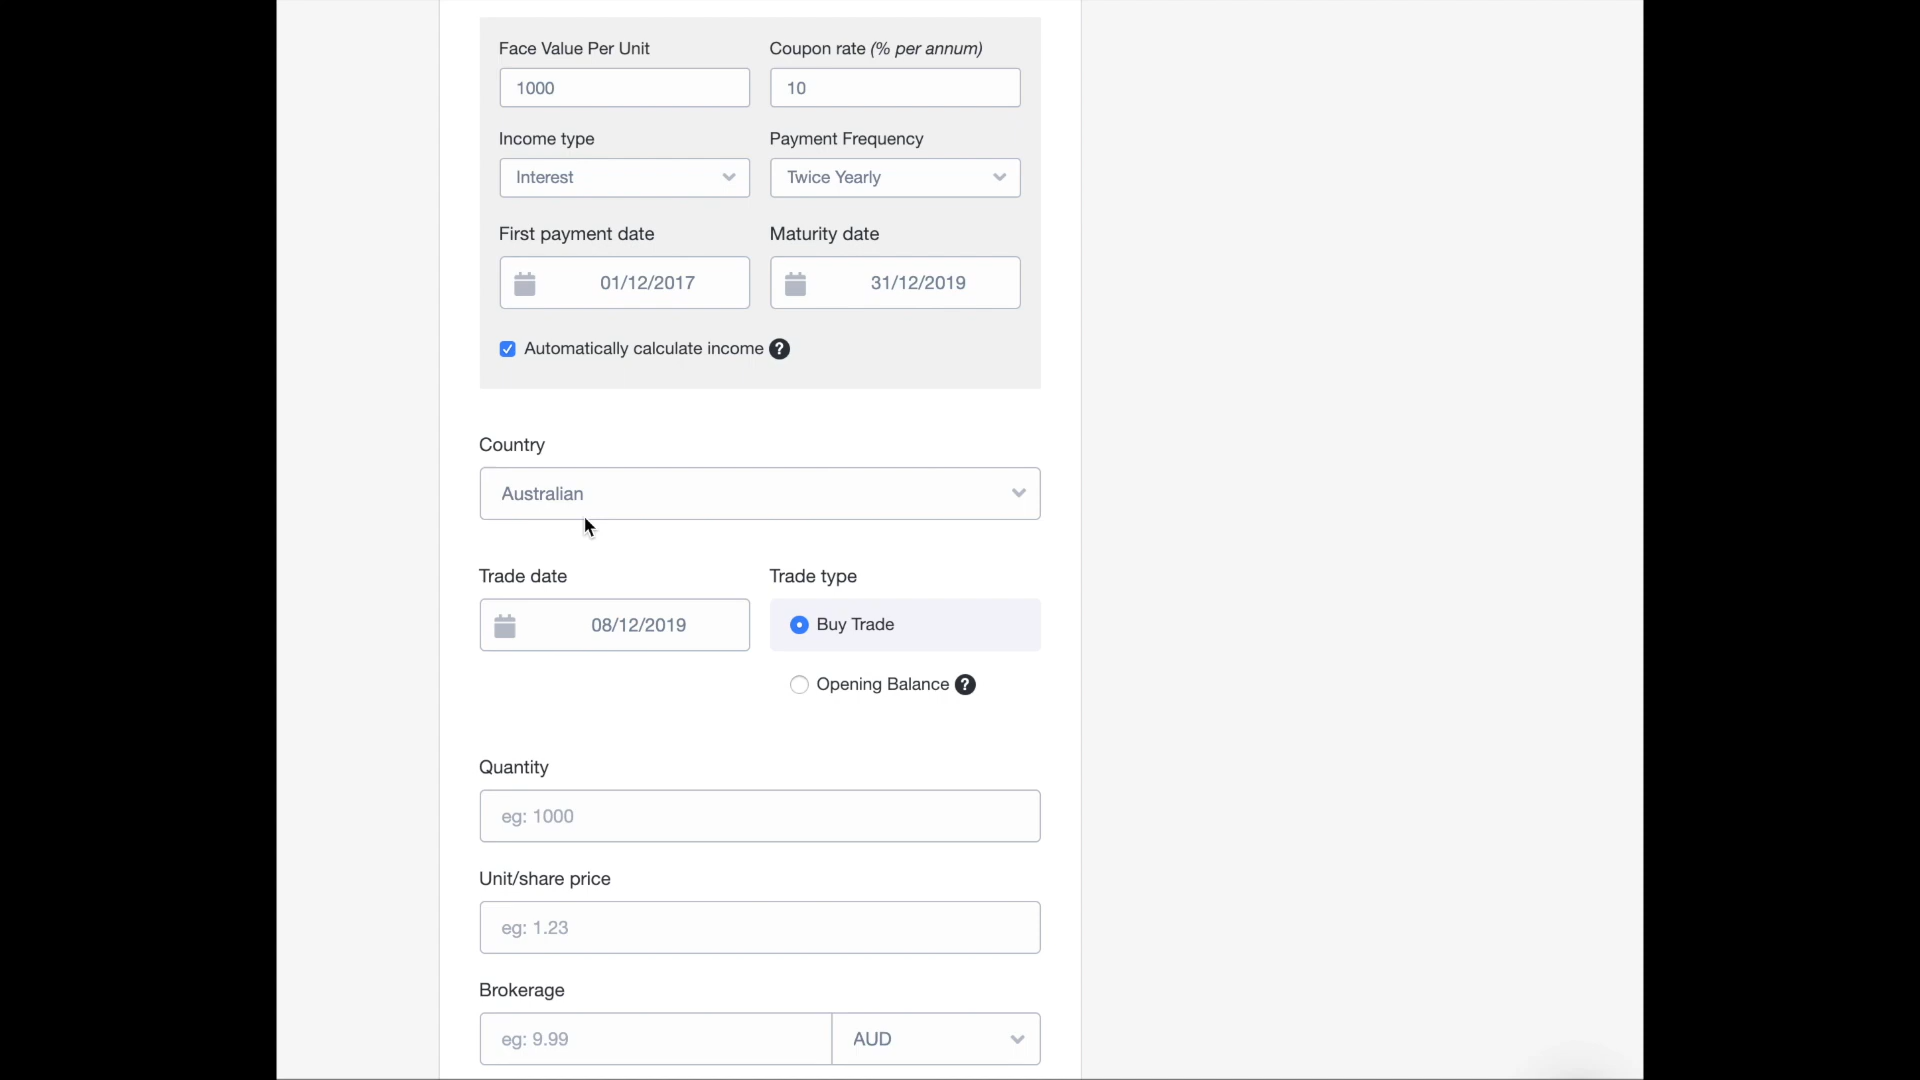 Face Value Per Unit
Coupon rate (% per annum)
1000
10
Income type
Payment Frequency
Interest
Twice Yearly
First payment date
Maturity date
01/12/2017
31/12/2019
Automatically calculate income ?
Country
Australian
Trade date
Trade type
08/12/2019
Buy Trade
Opening Balance ?
Quantity
eg: 1000
Unit/share price
eg: 1.23
Brokerage
eg: 9.99
AUD